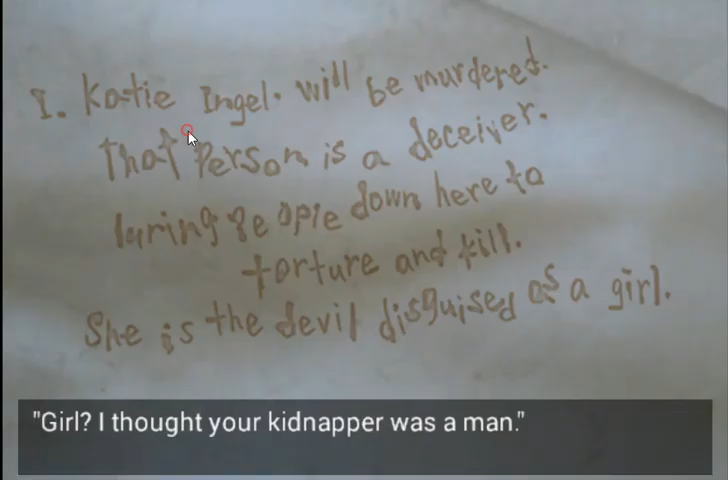 I. Katie Ingel. will be murdered.
that Person is a deceiver.
luring people down here to
torture and kill.
She is the devil disguised as a girl.
"Girl? I thought your kidnapper was a man."